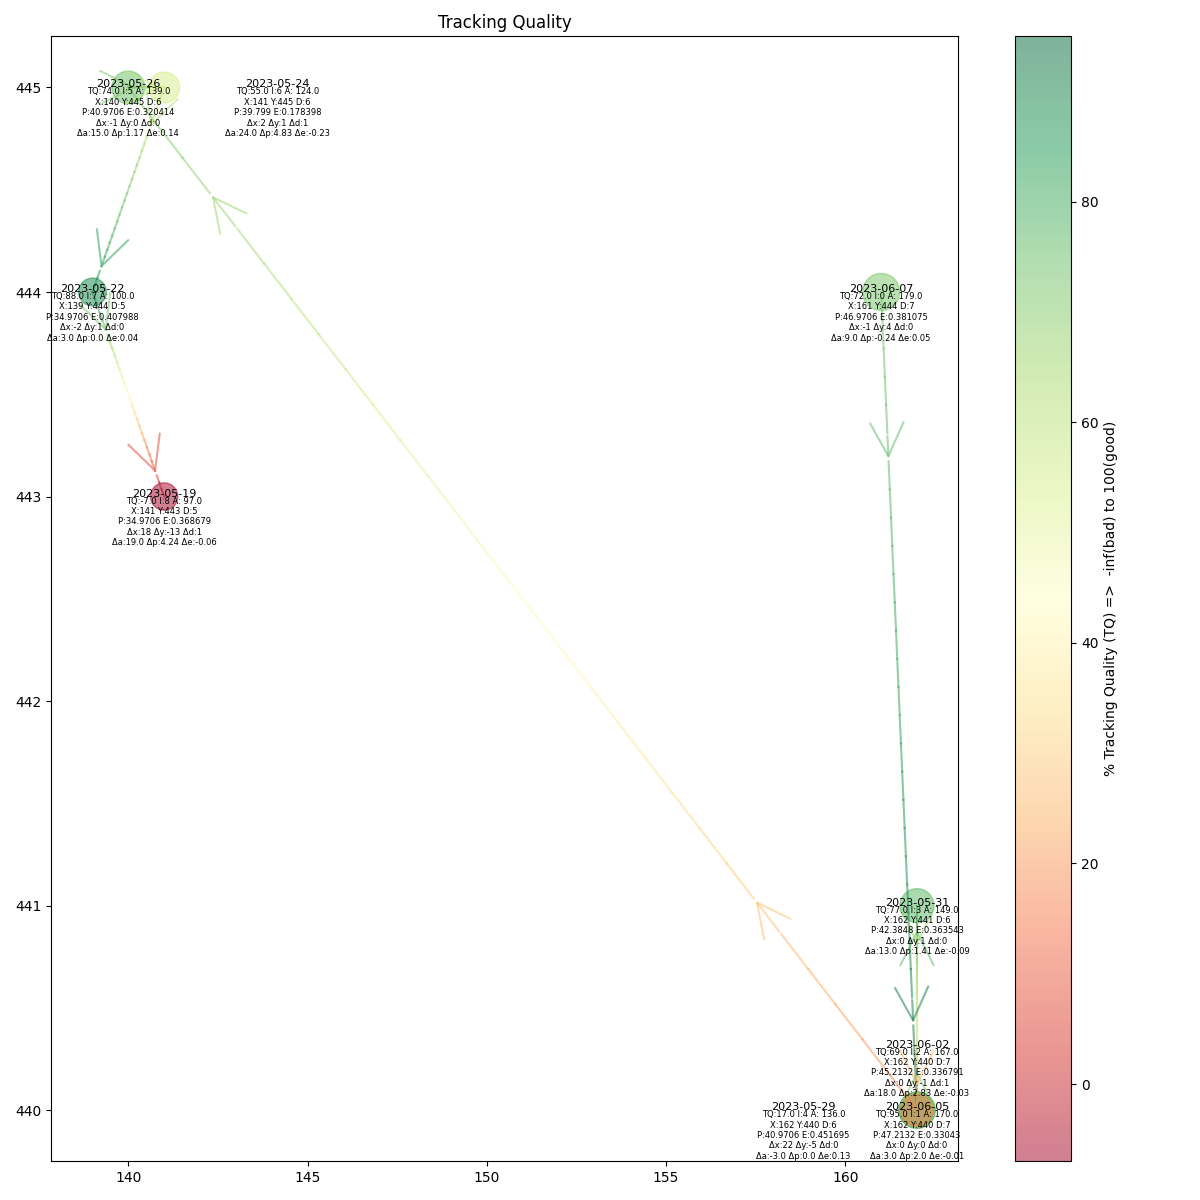 Tracking Quality
445
444
443
442
441
440
140
145
150
155
160
2023-05-26
TQ:74.0 I:5 A: 139.0
X:140 Y:445 D:6
P:40.9706 E:0.320414
Δx:-1 Δy:0 Δd:0
Δa:15.0 Δp:1.17 Δe:0.14
2023-05-24
TQ:55.0 I:6 A: 124.0
X:141 Y:445 D:6
P:39.799 E:0.178398
Δx:2 Δy:1 Δd:1
Δa:24.0 Δp:4.83 Δe:-0.23
2023-05-22
TQ:88.0 I:7 A: 100.0
X:139 Y:444 D:5
P:34.9706 E:0.407988
Δx:-2 Δy:1 Δd:0
Δa:3.0 Δp:0.0 Δe:0.04
2023-06-07
TQ:72.0 I:0 A: 179.0
X:161 Y:444 D:7
P:46.9706 E:0.381075
Δx:-1 Δy:4 Δd:0
Δa:9.0 Δp:-0.24 Δe:0.05
2023-05-19
TQ:-7.0 I:8 A: 97.0
X:141 Y:443 D:5
P:34.9706 E:0.368679
Δx:18 Δy:-13 Δd:1
Δa:19.0 Δp:4.24 Δe:-0.06
2023-05-31
TQ:77.0 I:3 A: 149.0
X:162 Y:441 D:6
P:42.3848 E:0.363543
Δx:0 Δy:1 Δd:0
Δa:13.0 Δp:1.41 Δe:-0.09
2023-06-02
TQ:69.0 I:2 A: 167.0
X:162 Y:440 D:7
P:45.2132 E:0.336791
Δx:0 Δy:-1 Δd:1
Δa:18.0 Δp:2.83 Δe:-0.03
2023-05-29
TQ:17.0 I:4 A: 136.0
X:162 Y:440 D:6
P:40.9706 E:0.451695
Δx:22 Δy:-5 Δd:0
Δa:-3.0 Δp:0.0 Δe:0.13
2023-06-05
TQ:95.0 I:1 A: 170.0
X:162 Y:440 D:7
P:47.2132 E:0.33043
Δx:0 Δy:0 Δd:0
Δa:3.0 Δp:2.0 Δe:-0.01
80
60
40
20
0
% Tracking Quality (TQ) => -inf(bad) to 100(good)